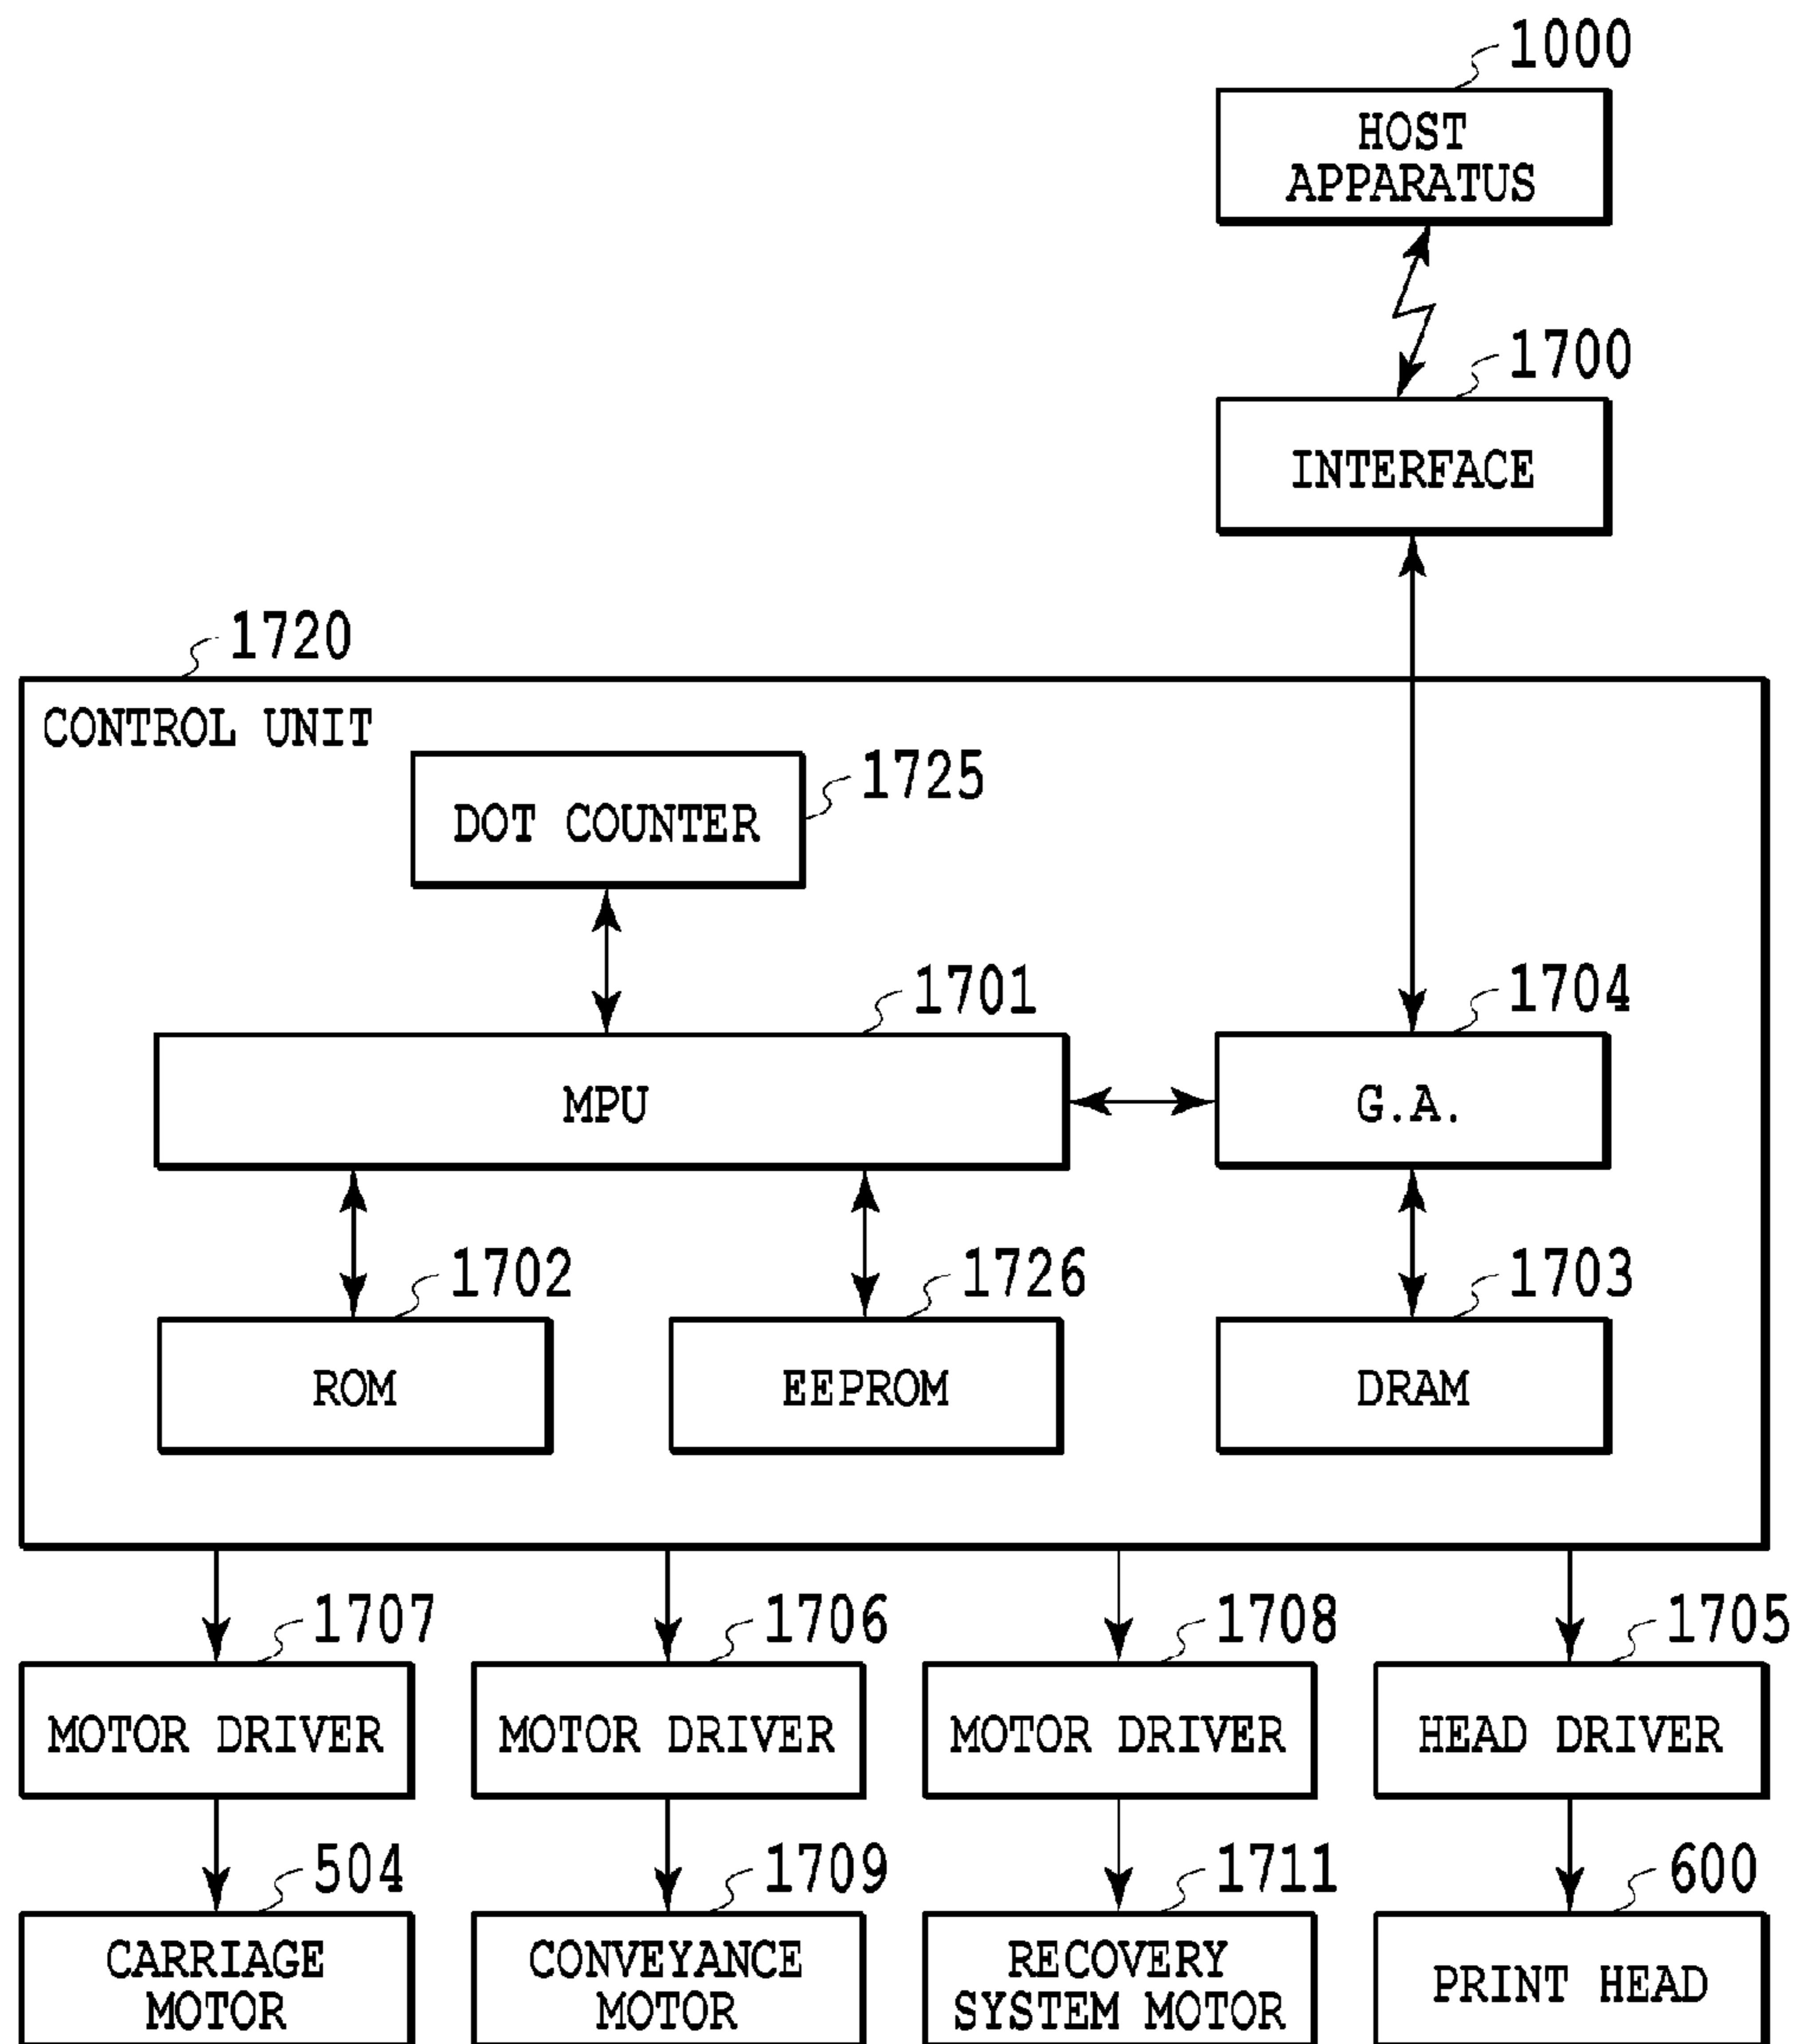 1000
HOST
APPARATUS
1700
INTERFACE
1720
CONTROL UNIT
1725
DOT COUNTER
1701
MPU
1704
G.A.
1702
ROM
1726
EEPROM
1703
DRAM
1707
MOTOR DRIVER
1706
MOTOR DRIVER
1708
MOTOR DRIVER
1705
HEAD DRIVER
504
CARRIAGE
MOTOR
1709
CONVEYANCE
MOTOR
1711
RECOVERY
SYSTEM MOTOR
600
PRINT HEAD